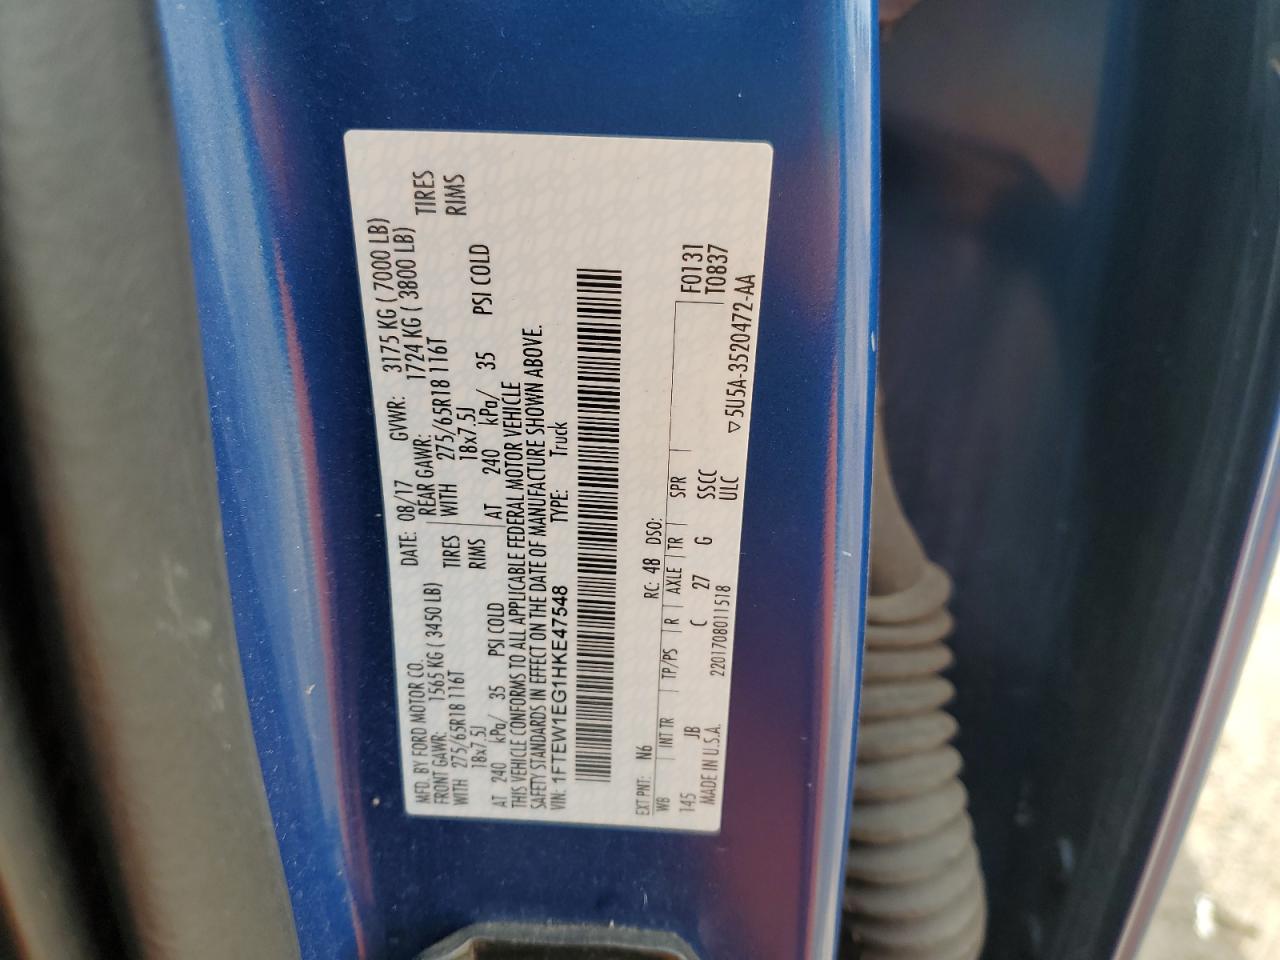 MFD. BY FORD MOTOR CO. DATE: 08/17 GVWR: 3175 KG ( 7000 LB)
FRONT GAWR: 1565 KG ( 3450 LB) REAR GAWR: 1724 KG ( 3800 LB)
WITH 275/65R18 116T TIRES WITH 275/65R18 116T TIRES
18x7.5J RIMS 18x7.5J RIMS
AT 240 kPa/ 35 PSI COLD AT 240 kPa/ 35 PSI COLD
THIS VEHICLE CONFORMS TO ALL APPLICABLE FEDERAL MOTOR VEHICLE
SAFETY STANDARDS IN EFFECT ON THE DATE OF MANUFACTURE SHOWN ABOVE.
VIN: 1FTEW1EG1HKE47548 TYPE: Truck
EXT PNT: N6 RC: 48 DSO:
WB INT TR TP/PS R AXLE TR SPR F0131
145 JB C 27 G SSCC T0837
MADE IN U.S.A. 2201708011518 ULC
▽5U5A-3520472-AA